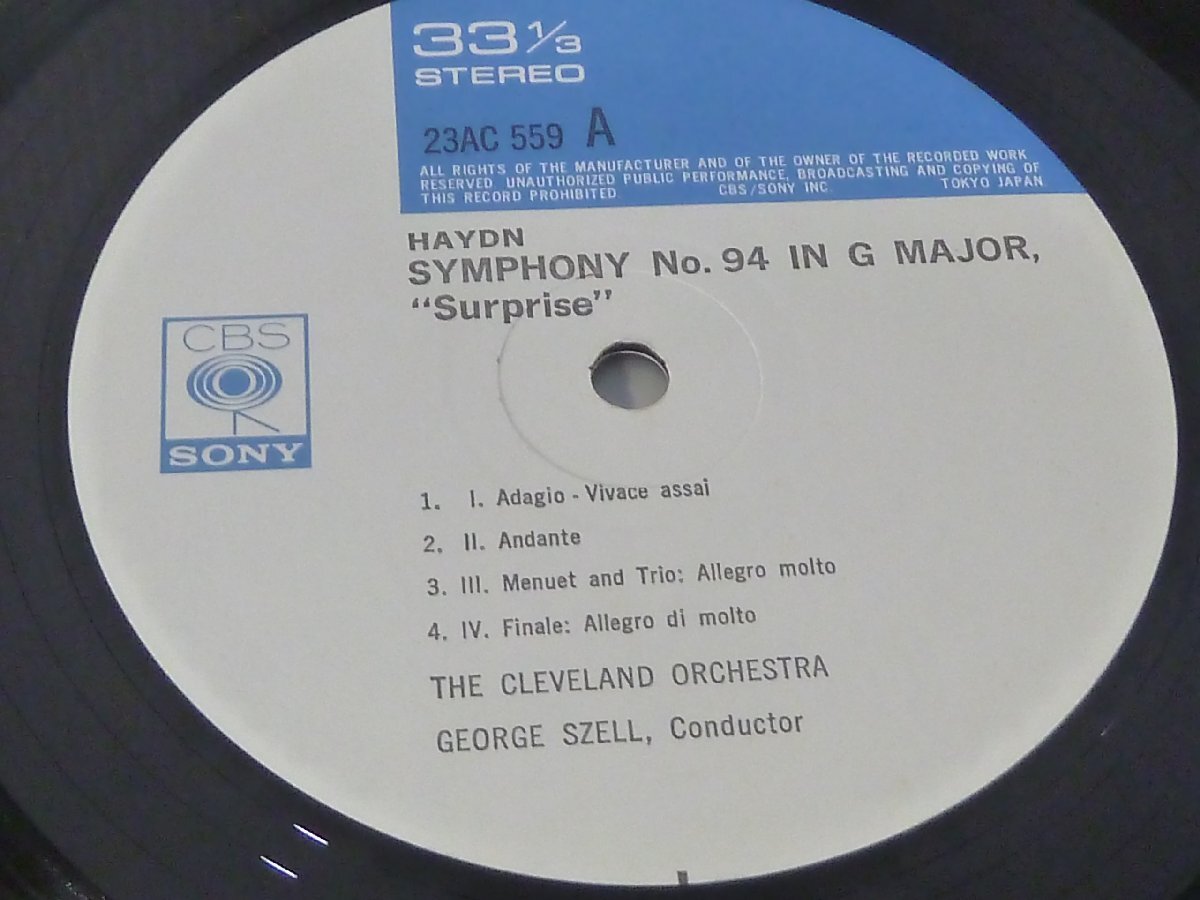 33 1/3
STEREO
23AC 559 A
ALL RIGHTS OF THE MANUFACTURER AND OF THE OWNER OF THE RECORDED WORK
RESERVED. UNAUTHORIZED PUBLIC PERFORMANCE, BROADCASTING AND COPYING OF
THIS RECORD PROHIBITED. CBS/SONY INC. TOKYO JAPAN
HAYDN
SYMPHONY No. 94 IN G MAJOR,
“Surprise”
CBS
SONY
1. I. Adagio - Vivace assai
2. II. Andante
3. III. Menuet and Trio: Allegro molto
4. IV. Finale: Allegro di molto
THE CLEVELAND ORCHESTRA
GEORGE SZELL, Conductor